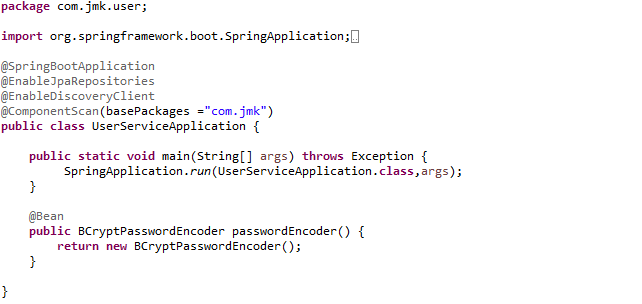 package com.jmk.user;
import org.springframework.boot.SpringApplication;
@SpringBootApplication
@EnableJpaRepositories
@EnableDiscoveryClient
@ComponentScan(basePackages ="com.jmk")
public class UserServiceApplication {
    public static void main(String[] args) throws Exception {
         SpringApplication.run(UserServiceApplication.class,args);
    }
    @Bean
    public BCryptPasswordEncoder passwordEncoder() {
        return new BCryptPasswordEncoder();
    }
}